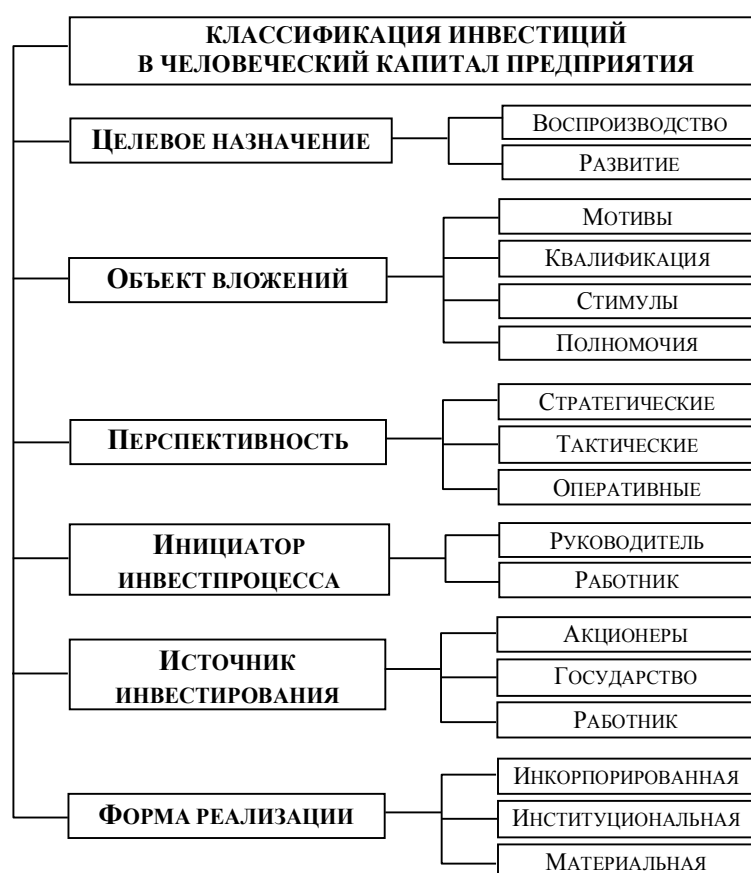 КЛАССИФИКАЦИЯ ИНВЕСТИЦИЙ
В ЧЕЛОВЕЧЕСКИЙ КАПИТАЛ ПРЕДПРИЯТИЯ
ЦЕЛЕВОЕ НАЗНАЧЕНИЕ
ВОСПРОИЗВОДСТВО
РАЗВИТИЕ
ОБЪЕКТ ВЛОЖЕНИЙ
МОТИВЫ
КВАЛИФИКАЦИЯ
СТИМУЛЫ
ПОЛНОМОЧИЯ
ПЕРСПЕКТИВНОСТЬ
СТРАТЕГИЧЕСКИЕ
ТАКТИЧЕСКИЕ
ОПЕРАТИВНЫЕ
ИНИЦИАТОР
ИНВЕСТПРОЦЕССА
РУКОВОДИТЕЛЬ
РАБОТНИК
ИСТОЧНИК
ИНВЕСТИРОВАНИЯ
АКЦИОНЕРЫ
ГОСУДАРСТВО
РАБОТНИК
ФОРМА РЕАЛИЗАЦИИ
ИНКОРПОРИРОВАННАЯ
ИНСТИТУЦИОНАЛЬНАЯ
МАТЕРИАЛЬНАЯ